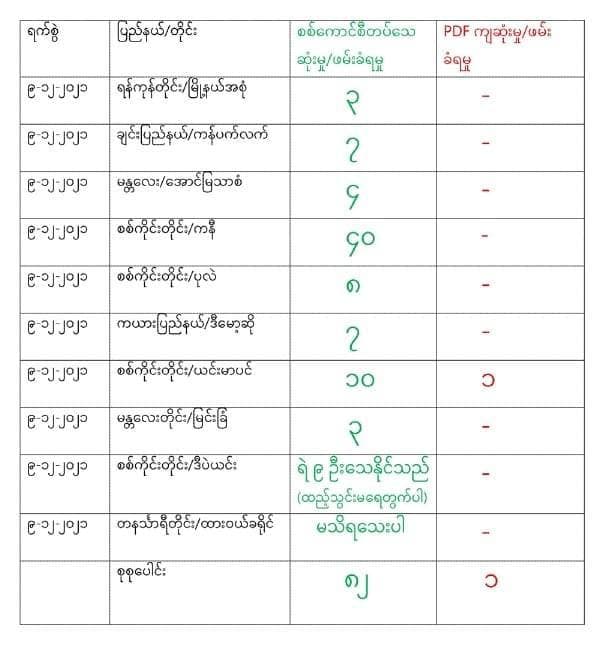 ရက်စွဲ ပြည်နယ်/တိုင်း စစ်ကောင်စီတပ်သေ PDF ကျဆုံးမှု/ဖမ်း
ဆုံးမှု/ဖမ်းခံရမှု ခံရမှု
၉-၁၂-၂၀၂၁ ရန်ကုန်တိုင်း/မြို့နယ်အစုံ ၃ -
၉-၁၂-၂၀၂၁ ချင်းပြည်နယ်/ကန်ပက်လက် ၇ -
၉-၁၂-၂၀၂၁ မန္တလေး/အောင်မြသာစံ ၄ -
၉-၁၂-၂၀၂၁ စစ်ကိုင်းတိုင်း/ကနီ ၄၀ -
၉-၁၂-၂၀၂၁ စစ်ကိုင်းတိုင်း/ပုလဲ ၈ -
၉-၁၂-၂၀၂၁ ကယားပြည်နယ်/ဒီမော့ဆို ၇ -
၉-၁၂-၂၀၂၁ စစ်ကိုင်းတိုင်း/ယင်းမာပင် ၁၀ ၁
၉-၁၂-၂၀၂၁ မန္တလေးတိုင်း/မြင်းခြံ ၃ -
၉-၁၂-၂၀၂၁ စစ်ကိုင်းတိုင်း/ဒီပဲယင်း ရဲ ၉ ဦးသေနိုင်သည် -
(ထည့်သွင်းမရေတွက်ပါ)
၉-၁၂-၂၀၂၁ တနင်္သာရီတိုင်း/ထားဝယ်ခရိုင် မသိရသေးပါ -
စုစုပေါင်း ၈၂ ၁